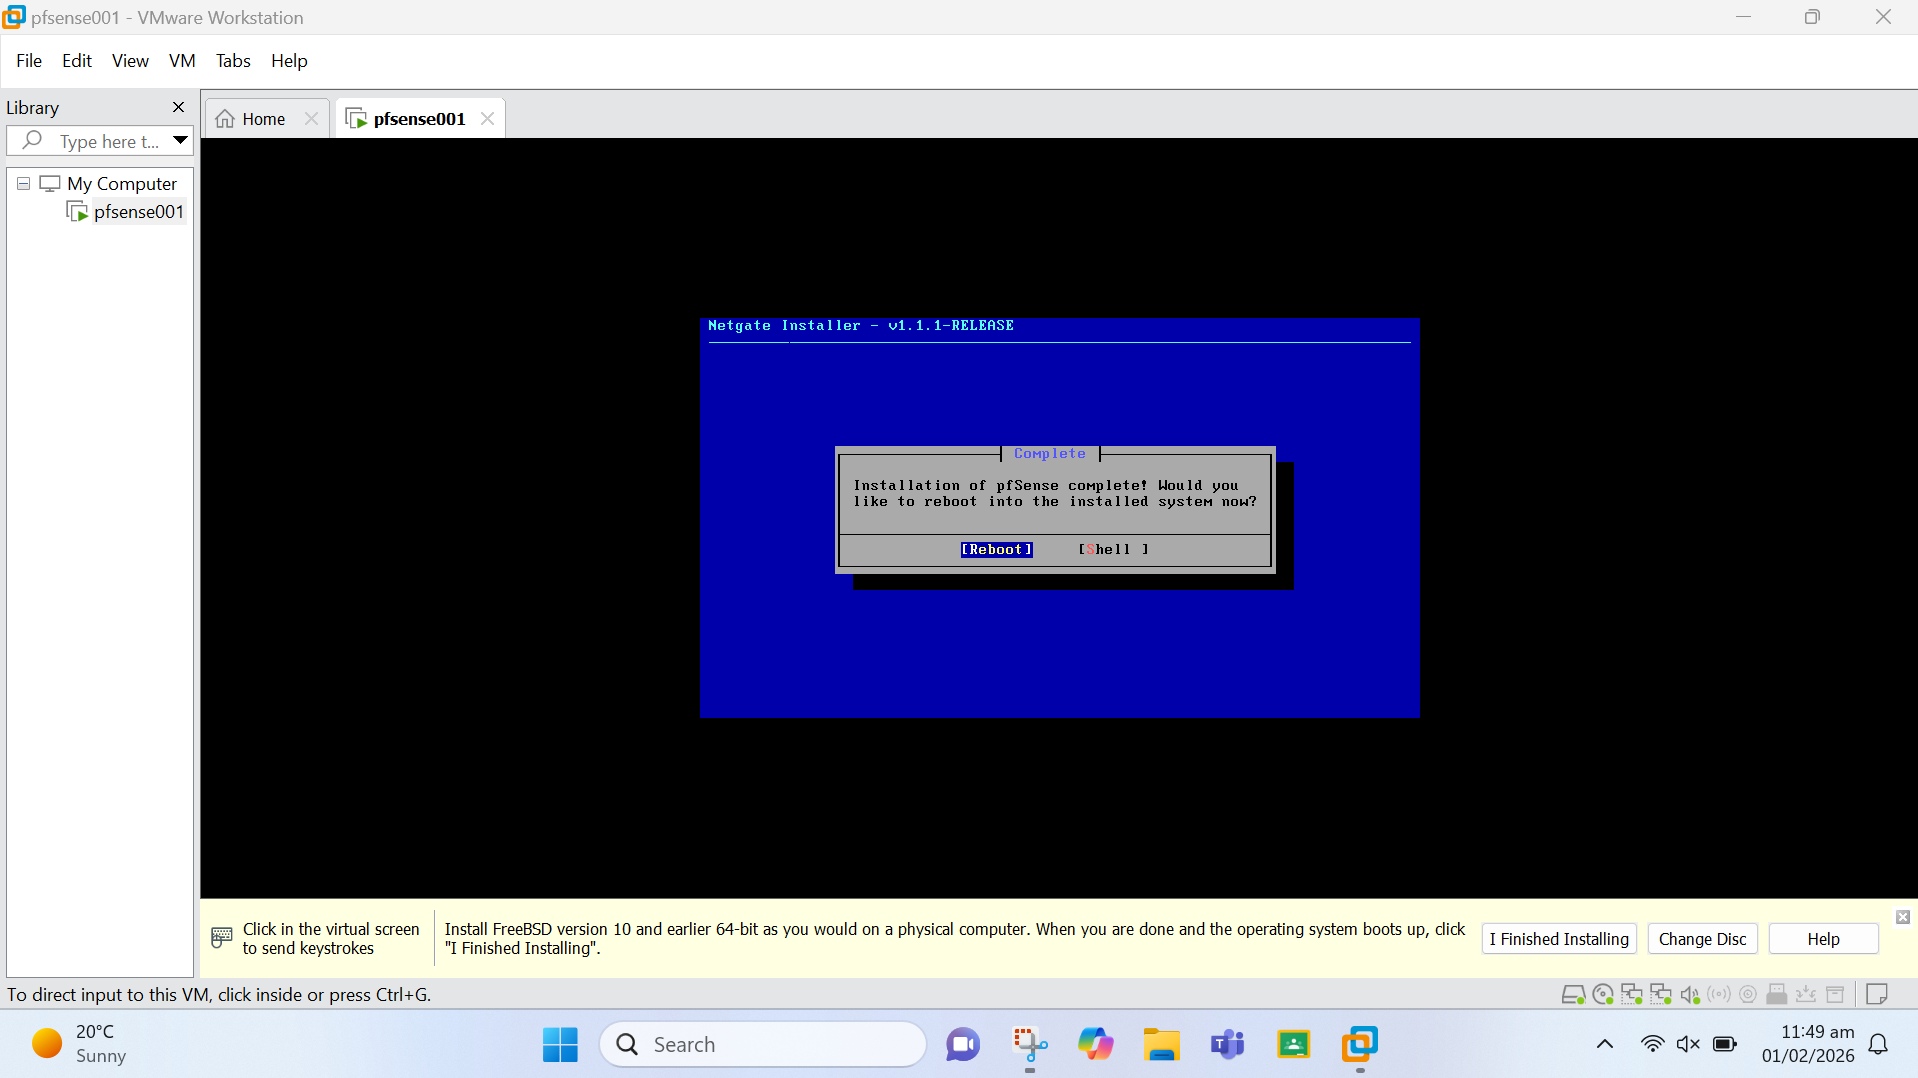 pfsense001 - VMware Workstation
File Edit View VM Tabs Help
Library
Type here t...
My Computer
pfsense001
Home
pfsense001
Netgate Installer - v1.1.1-RELEASE
Complete
Installation of pfSense complete! Would you
like to reboot into the installed system now?
[Reboot] [Shell ]
Click in the virtual screen
to send keystrokes
Install FreeBSD version 10 and earlier 64-bit as you would on a physical computer. When you are done and the operating system boots up, click
"I Finished Installing".
I Finished Installing
Change Disc
Help
To direct input to this VM, click inside or press Ctrl+G.
20°C
Sunny
Search
11:49 am
01/02/2026